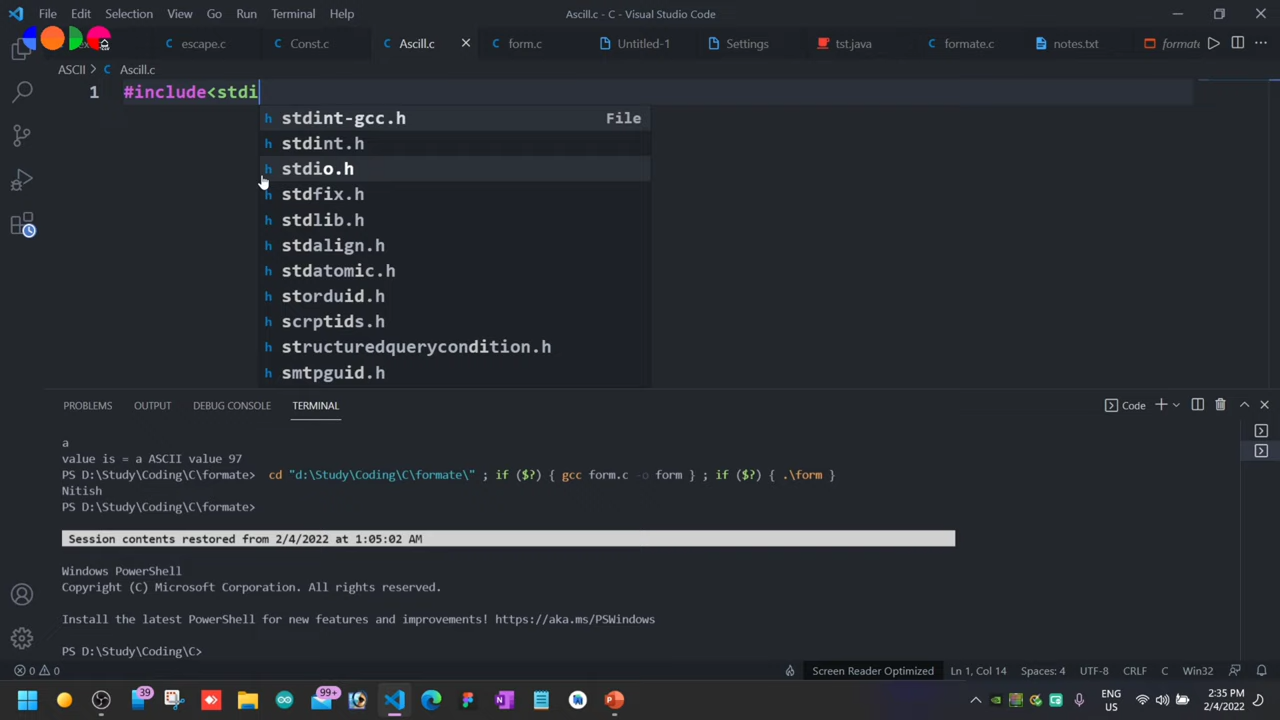 File Edit Selection View Go Run Terminal Help
Ascill.c - C - Visual Studio Code
escape.c Const.c Ascill.c form.c Untitled-1 Settings tst.java formate.c notes.txt formate
ASCII > Ascill.c
1 #include<stdi
stdint-gcc.h File
stdint.h
stdio.h
stdfix.h
stdlib.h
stdalign.h
stdatomic.h
storduid.h
scrptids.h
structuredquerycondition.h
smtpguid.h
PROBLEMS OUTPUT DEBUG CONSOLE TERMINAL
Code
a
value is = a ASCII value 97
PS D:\Study\Coding\C\formate> cd "d:\Study\Coding\C\formate\" ; if ($?) { gcc form.c -o form } ; if ($?) { .\form }
Nitish
PS D:\Study\Coding\C\formate>
Session contents restored from 2/4/2022 at 1:05:02 AM
Windows PowerShell
Copyright (C) Microsoft Corporation. All rights reserved.
Install the latest PowerShell for new features and improvements! https://aka.ms/PSWindows
PS D:\Study\Coding\C>
0 0
Screen Reader Optimized Ln 1, Col 14 Spaces: 4 UTF-8 CRLF C Win32
39 99+
ENG
US
2:35 PM
2/4/2022